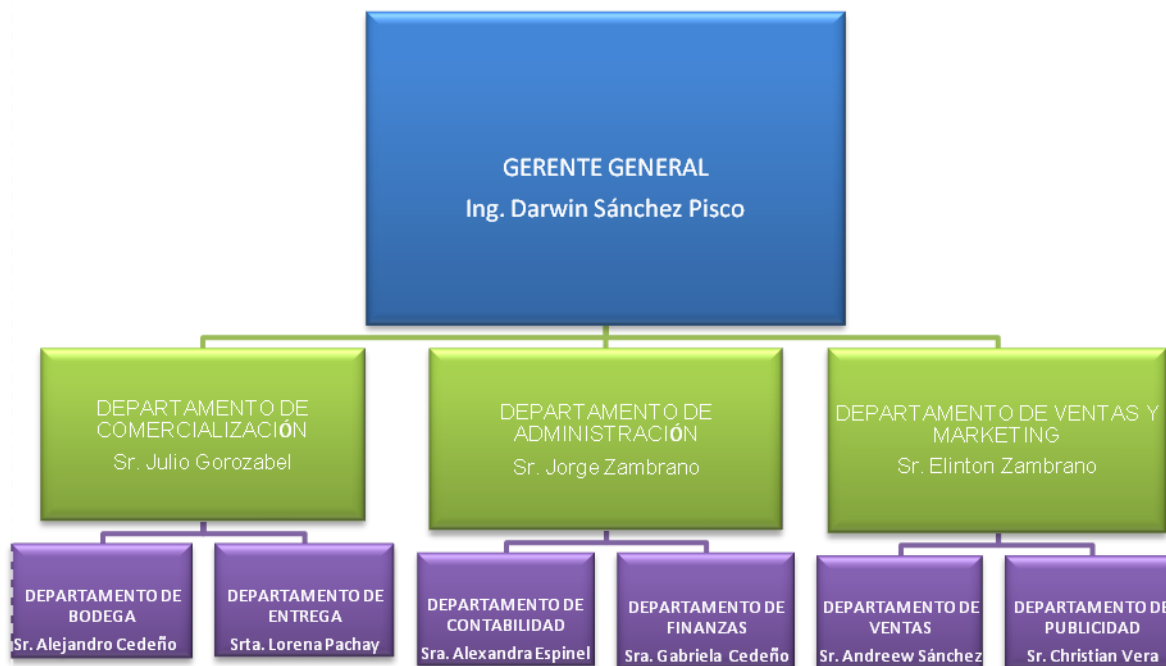 GERENTE GENERAL
Ing. Darwin Sánchez Pisco
DEPARTAMENTO DE
COMERCIALIZACIÓN
Sr. Julio Gorozabel
DEPARTAMENTO DE
ADMINISTRACIÓN
Sr. Jorge Zambrano
DEPARTAMENTO DE VENTAS Y
MARKETING
Sr. Elinton Zambrano
DEPARTAMENTO DE
BODEGA
Sr. Alejandro Cedeño
DEPARTAMENTO DE
ENTREGA
Srta. Lorena Pachay
DEPARTAMENTO DE
CONTABILIDAD
Sra. Alexandra Espinel
DEPARTAMENTO DE
FINANZAS
Sra. Gabriela Cedeño
DEPARTAMENTO DE
VENTAS
Sr. Andreew Sánchez
DEPARTAMENTO DE
PUBLICIDAD
Sr. Christian Vera